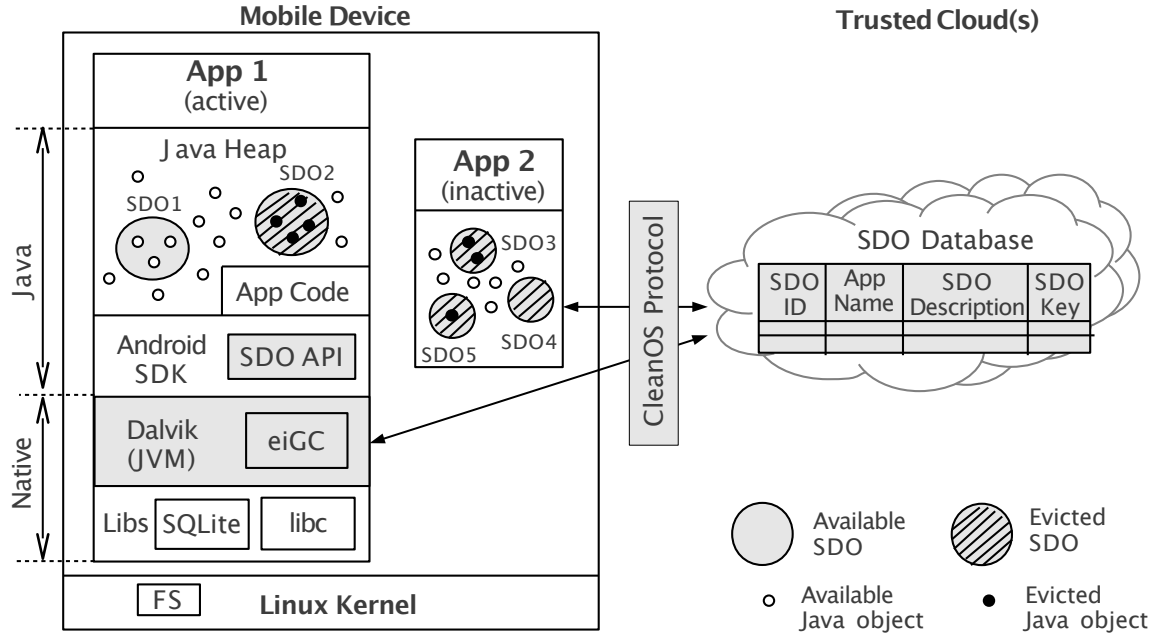 Mobile Device
Trusted Cloud(s)
App 1
(active)
Java Heap
SDO2
SDO1
App Code
Java
Android
SDK
SDO API
Native
Dalvik
(JVM)
eiGC
Libs
SQLite
libc
FS
Linux Kernel
App 2
(inactive)
SDO3
SDO4
SDO5
CleanOS Protocol
SDO Database
SDO
ID
App
Name
SDO
Description
SDO
Key
Available
SDO
Evicted
SDO
Available
Java object
Evicted
Java object